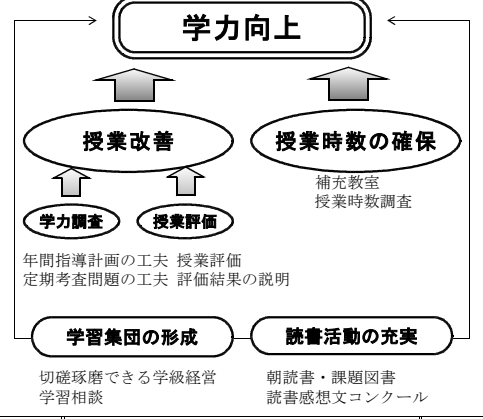 学力向上
授業改善
授業時数の確保
補充教室
授業時数調査
学力調査
授業評価
年間指導計画の工夫 授業評価
定期考査問題の工夫 評価結果の説明
学習集団の形成
読書活動の充実
切磋琢磨できる学級経営
学習相談
朝読書・課題図書
読書感想文コンクール